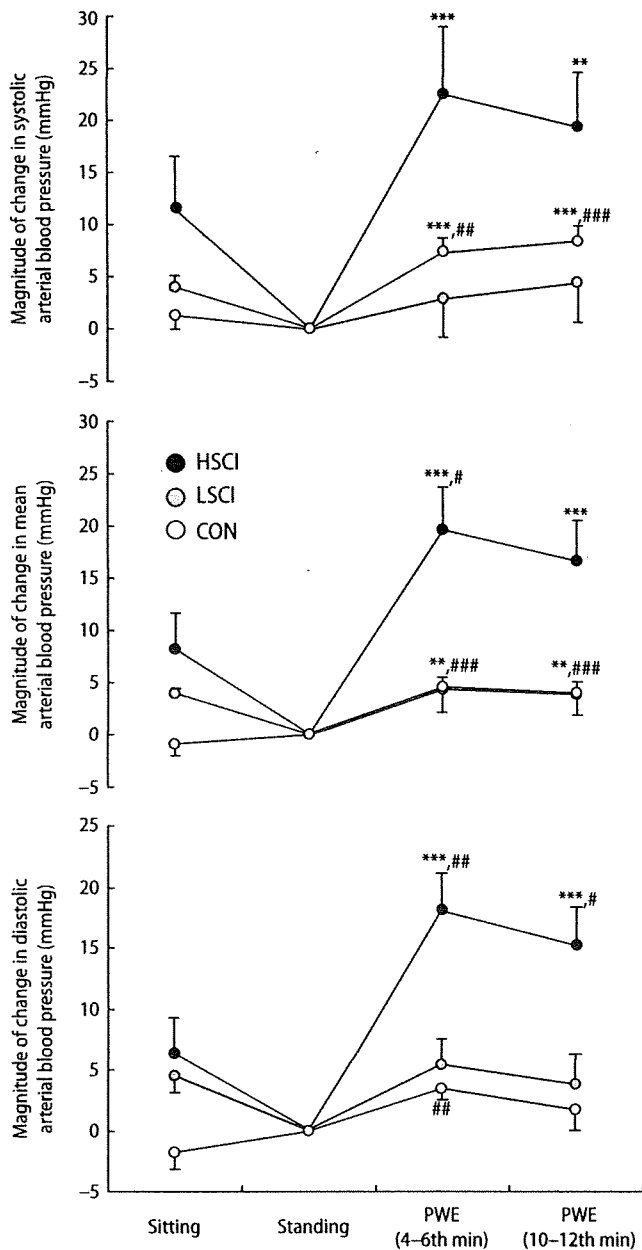 Magnitude of change in systolic
arterial blood pressure (mmHg)
30
25
20
15
10
5
0
–5
***
**
***,##
***,###
Magnitude of change in mean
arterial blood pressure (mmHg)
30
25
20
15
10
5
0
–5
HSCI
LSCI
CON
***,#
***
**,###
**,###
Magnitude of change in diastolic
arterial blood pressure (mmHg)
25
20
15
10
5
0
–5
***,##
***,#
##
Sitting
Standing
PWE
(4–6th min)
PWE
(10–12th min)